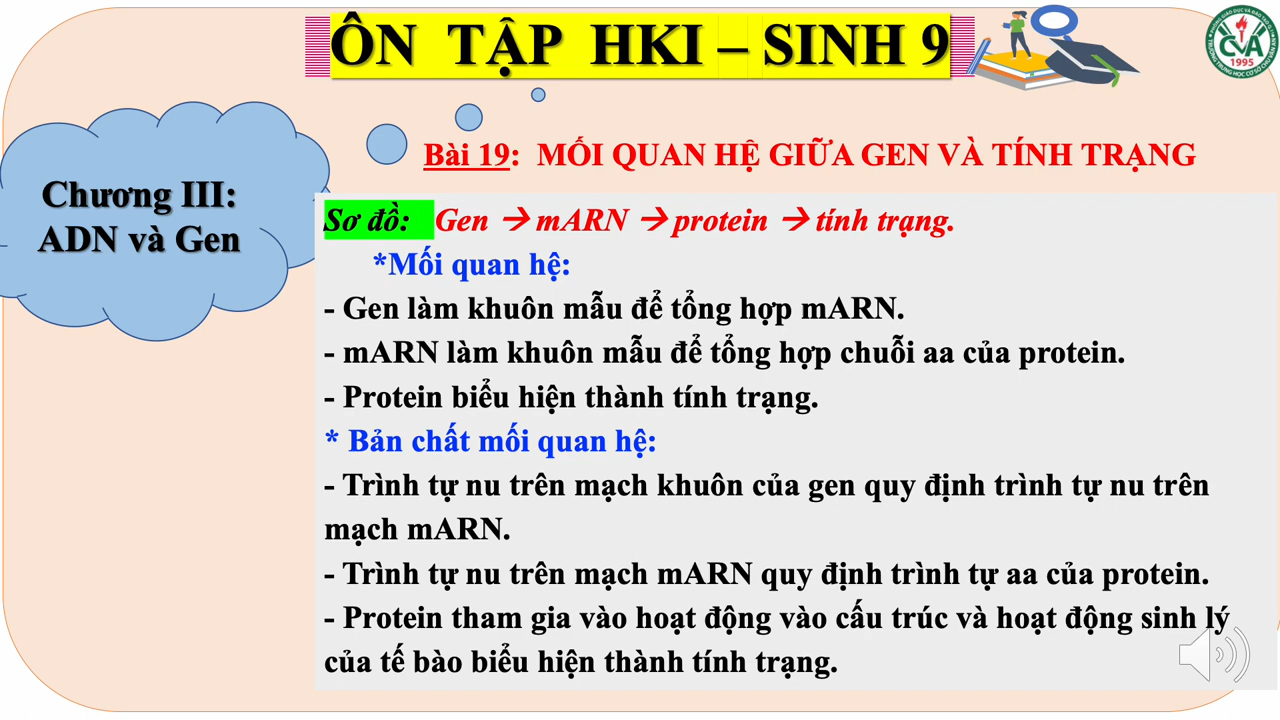 ÔN TẬP HKI – SINH 9
CVA
1995
Bài 19: MỐI QUAN HỆ GIỮA GEN VÀ TÍNH TRẠNG
Chương III:
ADN và Gen
Sơ đồ: Gen → mARN → protein → tính trạng.
*Mối quan hệ:
- Gen làm khuôn mẫu để tổng hợp mARN.
- mARN làm khuôn mẫu để tổng hợp chuỗi aa của protein.
- Protein biểu hiện thành tính trạng.
* Bản chất mối quan hệ:
- Trình tự nu trên mạch khuôn của gen quy định trình tự nu trên
mạch mARN.
- Trình tự nu trên mạch mARN quy định trình tự aa của protein.
- Protein tham gia vào hoạt động vào cấu trúc và hoạt động sinh lý
của tế bào biểu hiện thành tính trạng.